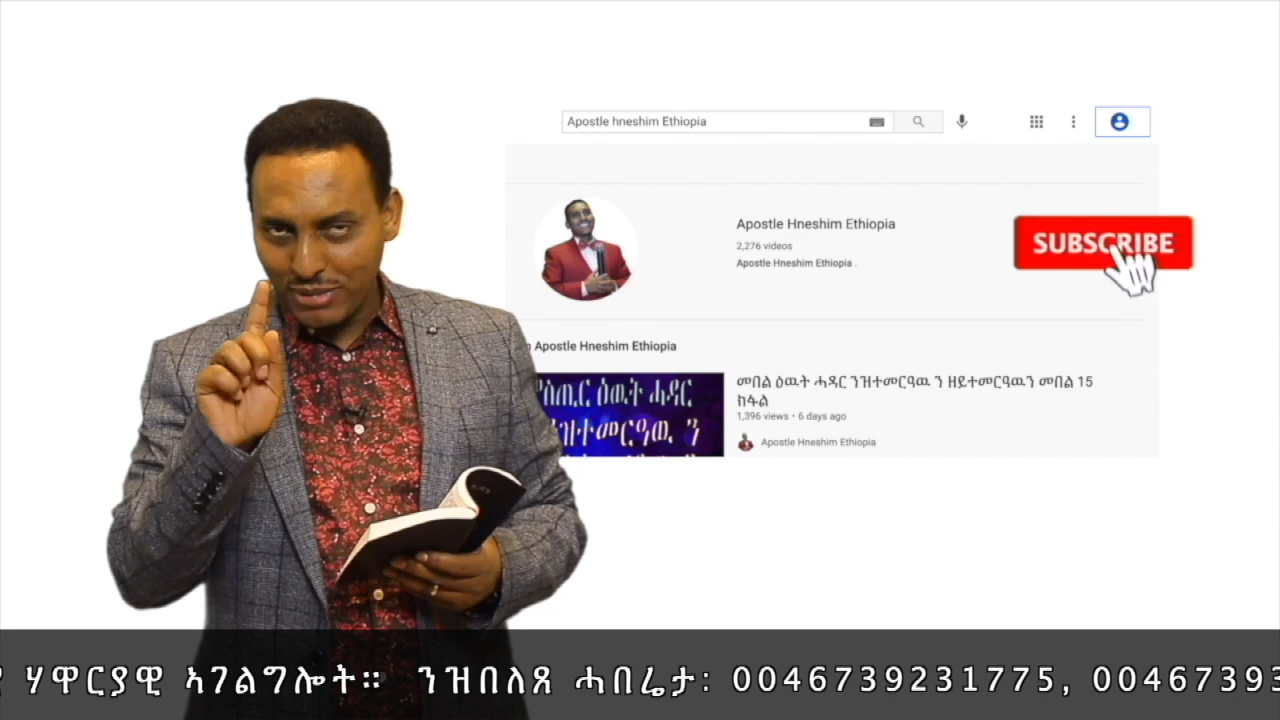 Apostle hneshim Ethiopia
Apostle Hneshim Ethiopia
2,276 videos
Apostle Hneshim Ethiopia .
SUBSCRIBE
Apostle Hneshim Ethiopia
መበል ዕዉት ሓዳር ንዝተመርዓዉ ን ዘይተመርዓዉን መበል 15
ክፋል
1,396 views • 6 days ago
Apostle Hneshim Ethiopia
ዕዉት ሓዳር
ን
ሃዋርያዊ ኣገልግሎት። ንዝበለጸ ሓበሬታ: 0046739231775,